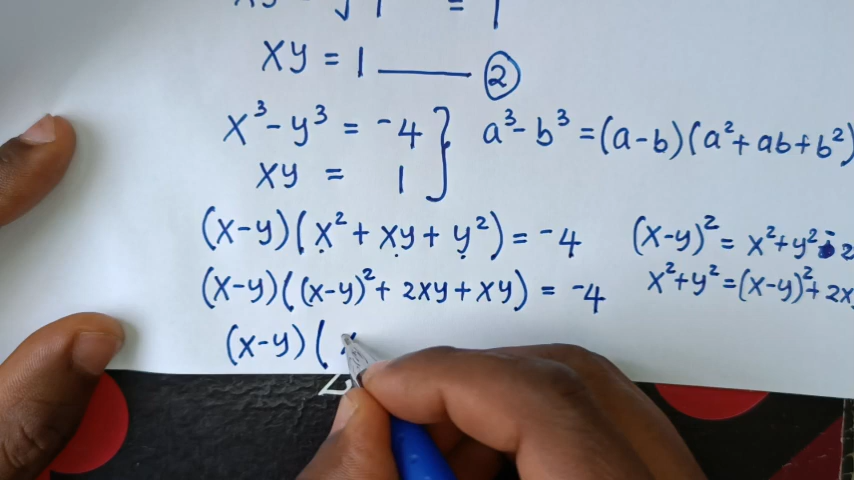 xy = 1 ——— ②
x³ - y³ = -4 } a³ - b³ = (a-b)(a² + ab + b²)
xy = 1
(x-y)(x² + xy + y²) = -4 (x-y)² = x² + y² - 2
(x-y)((x-y)² + 2xy + xy) = -4 x² + y² = (x-y)² + 2x
(x-y)(